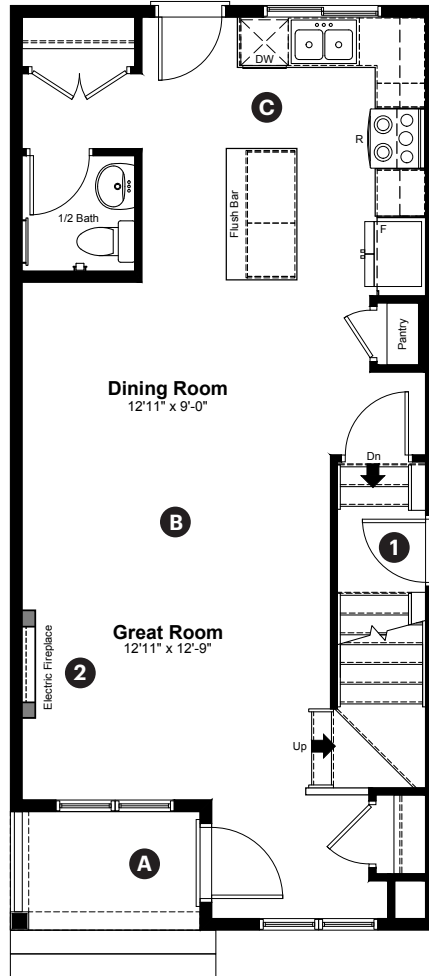 DW
C
R
1/2 Bath
Flush Bar
F
Pantry
Dining Room
12'11" x 9'-0"
Dn
B
1
Great Room
12'11" x 12'-9"
Electric Fireplace
2
Up
A